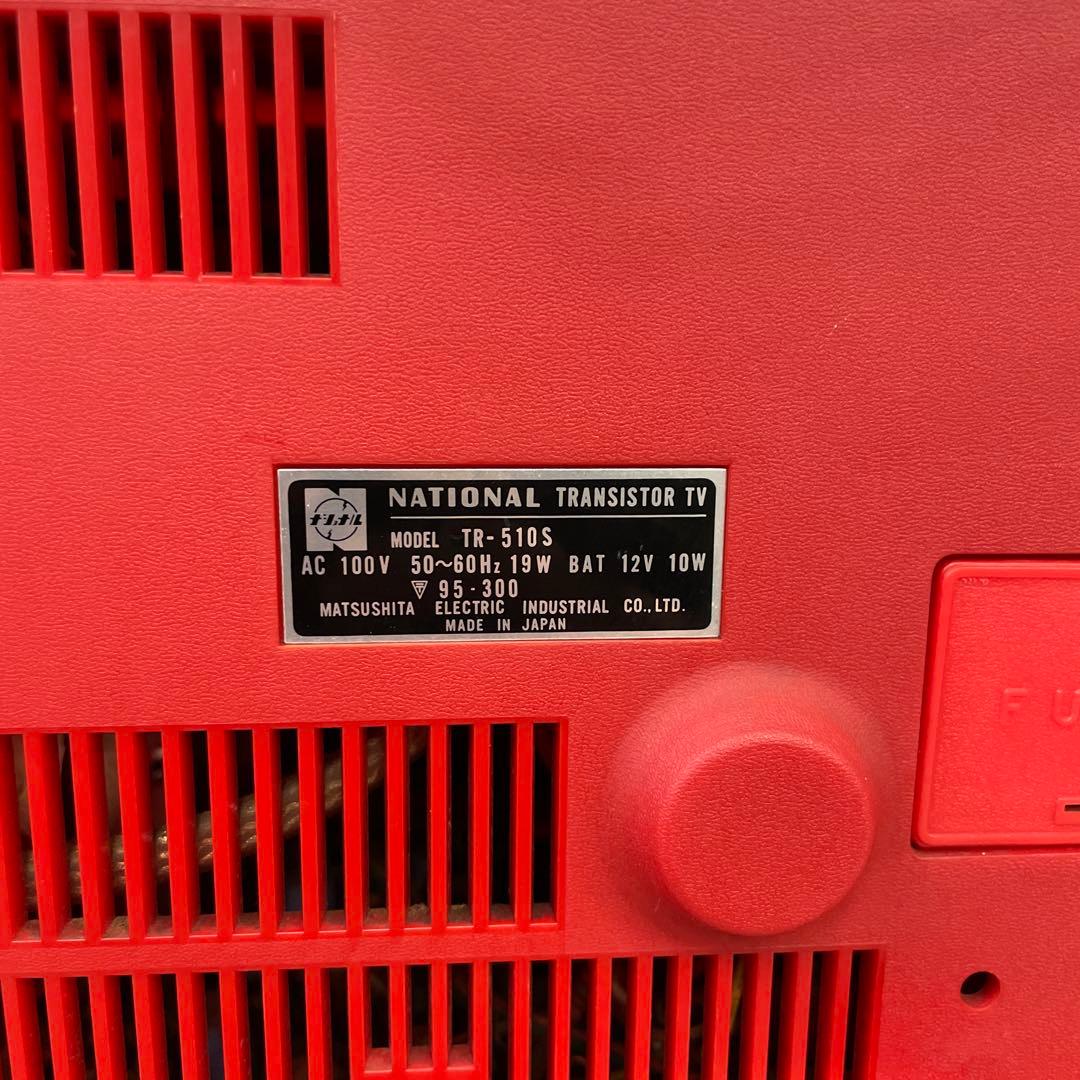 ナショナル
NATIONAL TRANSISTOR TV
MODEL TR-510S
AC 100V 50~60Hz 19W BAT 12V 10W
95-300
MATSUSHITA ELECTRIC INDUSTRIAL CO., LTD.
MADE IN JAPAN
F U